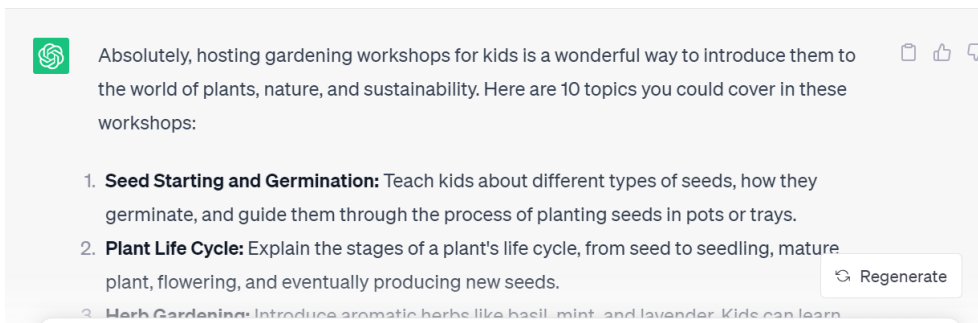 Absolutely, hosting gardening workshops for kids is a wonderful way to introduce them to
the world of plants, nature, and sustainability. Here are 10 topics you could cover in these
workshops:
1. Seed Starting and Germination: Teach kids about different types of seeds, how they
germinate, and guide them through the process of planting seeds in pots or trays.
2. Plant Life Cycle: Explain the stages of a plant's life cycle, from seed to seedling, mature
plant, flowering, and eventually producing new seeds.
Regenerate
3. Herb Gardening: Introduce aromatic herbs like basil, mint, and lavender. Kids can learn